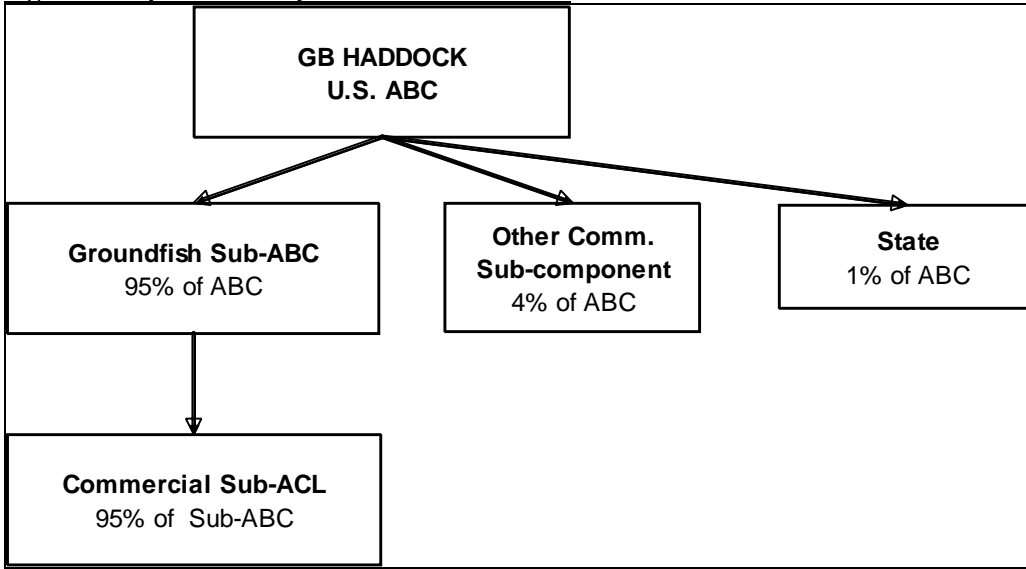 GB HADDOCK
U.S. ABC
Groundfish Sub-ABC
95% of ABC
Other Comm.
Sub-component
4% of ABC
State
1% of ABC
Commercial Sub-ACL
95% of Sub-ABC